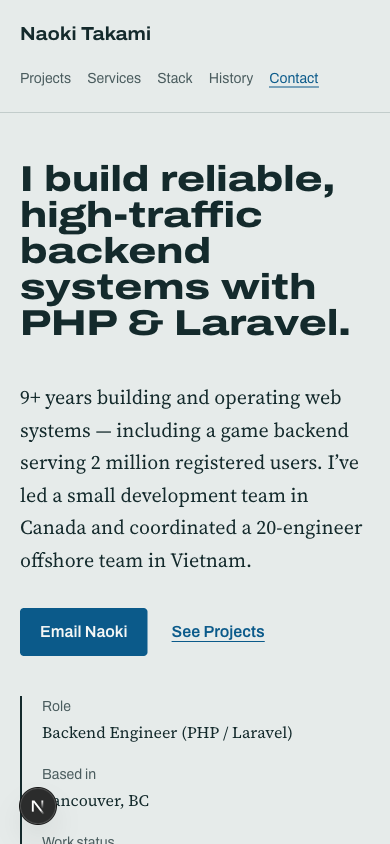 Naoki Takami
Projects Services Stack History Contact
I build reliable,
high-traffic
backend
systems with
PHP & Laravel.
9+ years building and operating web
systems — including a game backend
serving 2 million registered users. I’ve
led a small development team in
Canada and coordinated a 20-engineer
offshore team in Vietnam.
Email Naoki See Projects
Role
Backend Engineer (PHP / Laravel)
Based in
ancouver, BC
N
Work status